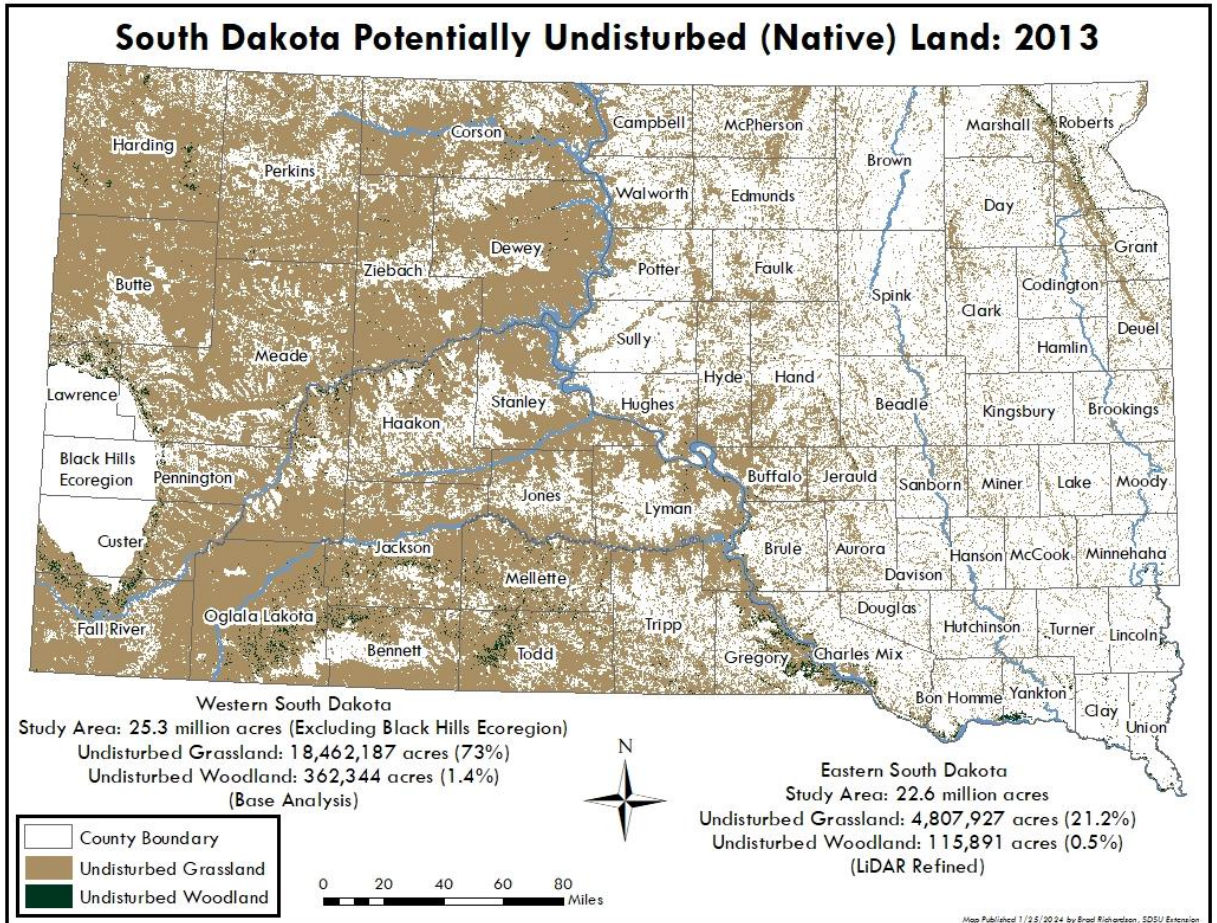 South Dakota Potentially Undisturbed (Native) Land: 2013
Harding
Perkins
Corson
Campbell
McPherson
Brown
Marshall
Roberts
Walworth
Edmunds
Day
Grant
Butte
Ziebach
Dewey
Potter
Faulk
Spink
Clark
Codington
Deuel
Hamlin
Meade
Sully
Lawrence
Haakon
Stanley
Hughes
Hyde
Hand
Beadle
Kingsbury
Brookings
Black Hills
Ecoregion
Pennington
Jones
Lyman
Buffalo
Jerauld
Sanborn
Miner
Lake
Moody
Custer
Jackson
Mellette
Brule
Aurora
Davison
Hanson
McCook
Minnehaha
Fall River
Oglala Lakota
Bennett
Todd
Tripp
Gregory
Charles Mix
Douglas
Hutchinson
Turner
Lincoln
Bon Homme
Yankton
Clay
Union
Western South Dakota
Study Area: 25.3 million acres (Excluding Black Hills Ecoregion)
Undisturbed Grassland: 18,462,187 acres (73%)
Undisturbed Woodland: 362,344 acres (1.4%)
(Base Analysis)
N
Eastern South Dakota
Study Area: 22.6 million acres
Undisturbed Grassland: 4,807,927 acres (21.2%)
Undisturbed Woodland: 115,891 acres (0.5%)
(LiDAR Refined)
County Boundary
Undisturbed Grassland
Undisturbed Woodland
0 20 40 60 80
Miles
Map Published 1/25/2024 by Brad Richardson, SDSU Extension